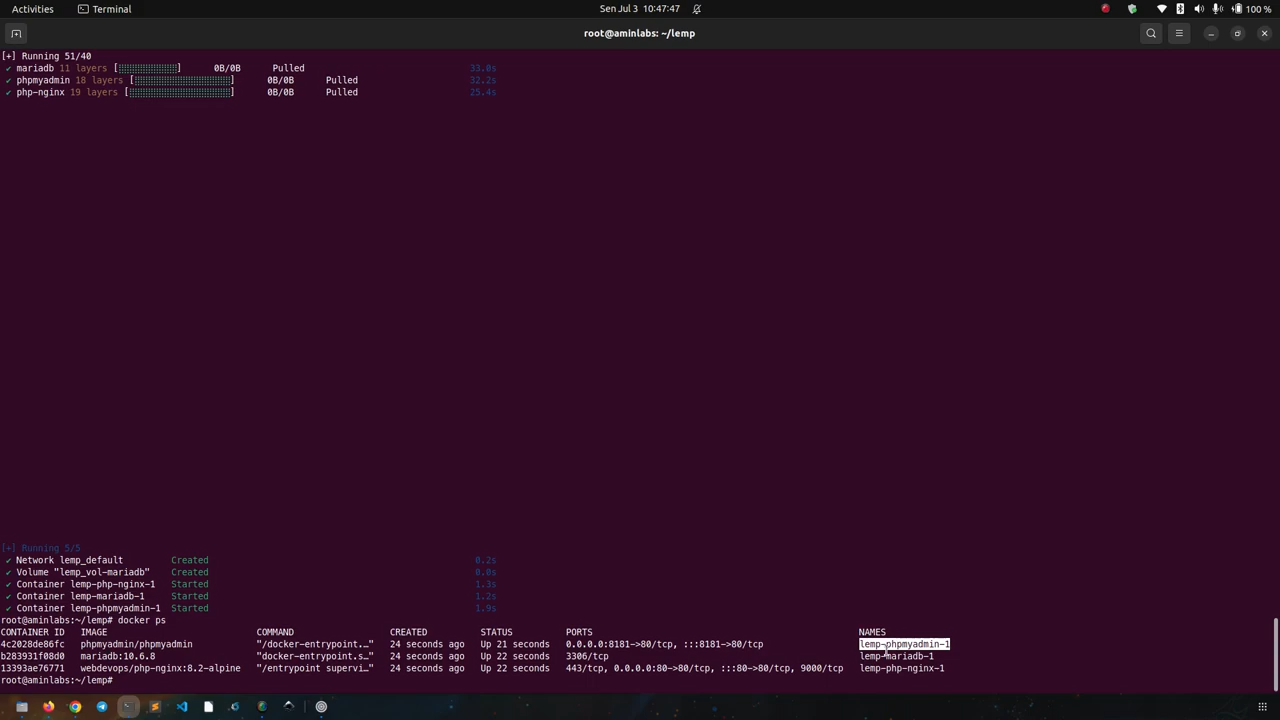 Activities Terminal Sen Jul 3 10:47:47 100 %
root@aminlabs: ~/lemp
[+] Running 51/40
✔ mariadb 11 layers [⣿⣿⣿⣿⣿⣿⣿⣿⣿⣿⣿] 0B/0B Pulled 33.0s
✔ phpmyadmin 18 layers [⣿⣿⣿⣿⣿⣿⣿⣿⣿⣿⣿⣿⣿⣿⣿⣿⣿⣿] 0B/0B Pulled 32.2s
✔ php-nginx 19 layers [⣿⣿⣿⣿⣿⣿⣿⣿⣿⣿⣿⣿⣿⣿⣿⣿⣿⣿⣿] 0B/0B Pulled 25.4s
[+] Running 5/5
✔ Network lemp_default Created 0.2s
✔ Volume "lemp_vol-mariadb" Created 0.0s
✔ Container lemp-php-nginx-1 Started 1.3s
✔ Container lemp-mariadb-1 Started 1.2s
✔ Container lemp-phpmyadmin-1 Started 1.9s
root@aminlabs:~/lemp# docker ps
CONTAINER ID IMAGE COMMAND CREATED STATUS PORTS NAMES
4c2028de86fc phpmyadmin/phpmyadmin "/docker-entrypoint.…" 24 seconds ago Up 21 seconds 0.0.0.0:8181->80/tcp, :::8181->80/tcp lemp-phpmyadmin-1
b283931f08d0 mariadb:10.6.8 "docker-entrypoint.s…" 24 seconds ago Up 22 seconds 3306/tcp lemp-mariadb-1
13393ae76771 webdevops/php-nginx:8.2-alpine "/entrypoint supervi…" 24 seconds ago Up 22 seconds 443/tcp, 0.0.0.0:80->80/tcp, :::80->80/tcp, 9000/tcp lemp-php-nginx-1
root@aminlabs:~/lemp#